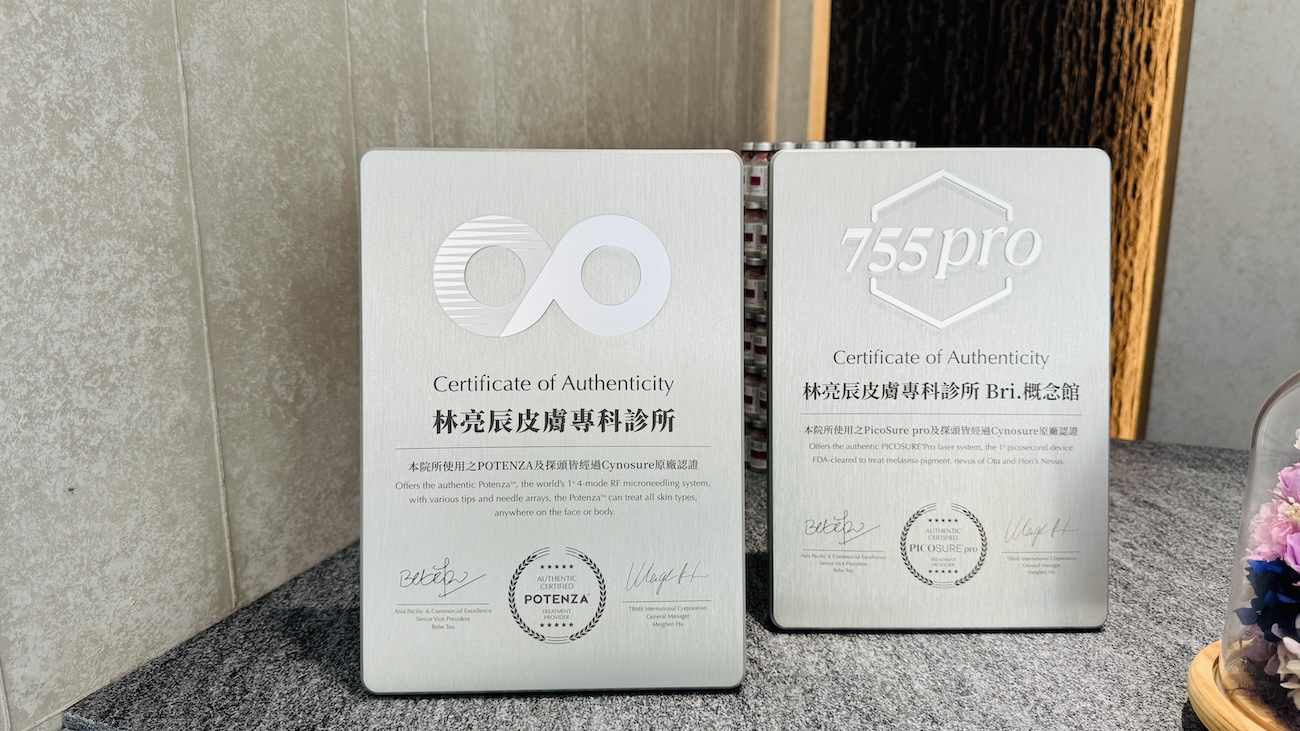 Certificate of Authenticity
林亮辰皮膚專科診所
本院所使用之POTENZA及探頭皆經過Cynosure原廠認證
Offers the authentic Potenza™, the world's 1st 4-mode RF microneedling system,
with various tips and needle arrays, the Potenza™ can treat all skin types,
anywhere on the face or body.
Asia Pacific & Commercial Excellence
Senior Vice President
Bebe Teo
★★★★★
AUTHENTIC
CERTIFIED
POTENZA™
TREATMENT
PROVIDER
★★★★★
TBMS International Corporation
General Manager
Meighen Hu
755pro
Certificate of Authenticity
林亮辰皮膚專科診所 Bri.概念館
本院所使用之PicoSure pro及探頭皆經過Cynosure原廠認證
Offers the authentic PICOSURE® Pro laser system, the 1st picosecond device
FDA-cleared to treat melasma pigment, nevus of Ota and Hori's Nevus.
Asia Pacific & Commercial Excellence
Senior Vice President
Bebe Teo
★★★★★
AUTHENTIC
CERTIFIED
PICOSURE® pro
TREATMENT
PROVIDER
★★★★★
TBMS International Corporation
General Manager
Meighen Hu